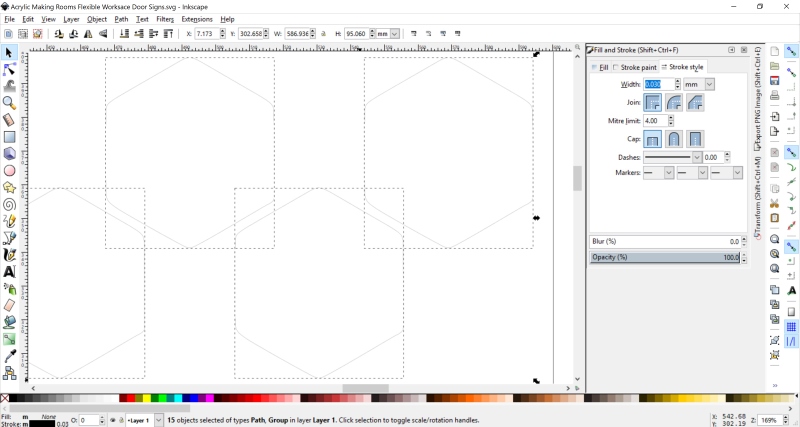 Acrylic Making Rooms Flexible Worksace Door Signs.svg - Inkscape
File Edit View Layer Object Path Text Filters Extensions Help
X: 7.173 Y: 302.658 W: 586.936 H: 95.060 mm
Fill and Stroke (Shift+Ctrl+F)
Fill Stroke paint Stroke style
Width: 0.030 mm
Join:
Mitre limit: 4.00
Cap:
Dashes: 0.00
Markers:
Blur (%) 0.0
Opacity (%) 100.0
Export PNG Image (Shift+Ctrl+E)
Transform (Shift+Ctrl+M)
Fill: m None
Stroke: m 0.03
O: 0
Layer 1
15 objects selected of types Path, Group in layer Layer 1. Click selection to toggle scale/rotation handles.
X: 542.68
Y: 302.19
Z: 169%